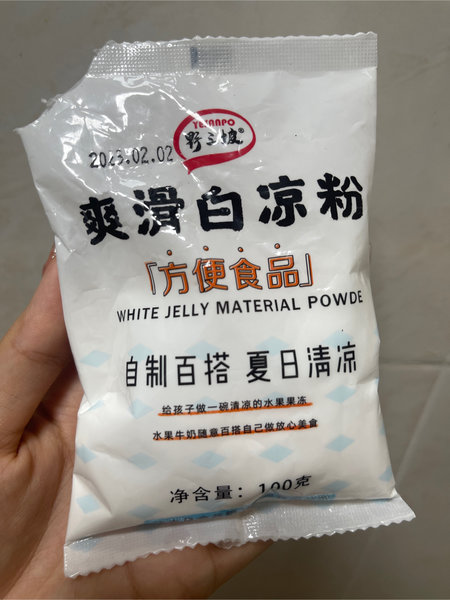 YESANPO
野三坡®
2023.02.02
爽滑白凉粉
「方便食品」
WHITE JELLY MATERIAL POWDE
自制百搭 夏日清凉
给孩子做一碗清凉的水果果冻
水果牛奶随意百搭自己做放心美食
净含量：100克